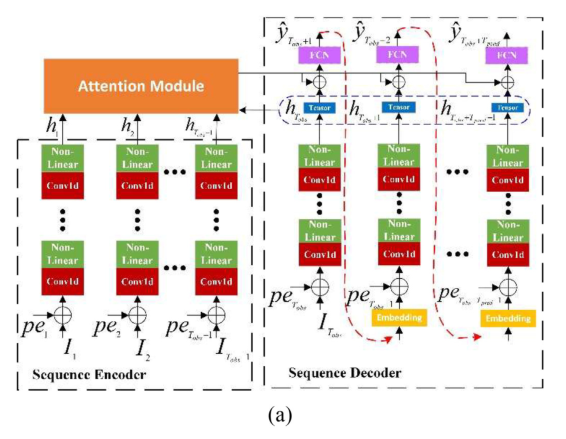 ŷ_{T_{obs}+1} ŷ_{T_{obs}-2} ŷ_{T_{obs}+T_{pred}}
FCN FCN FCN
Attention Module
Tensor Tensor Tensor
h_1 h_2 h_{T_{obs}-1} h_{T_{obs}} h_{T_{obs}+1} h_{T_{obs}+T_{pred}-1}
Non-Linear Non-Linear Non-Linear Non-Linear Non-Linear Non-Linear
Conv1d Conv1d Conv1d Conv1d Conv1d Conv1d
Non-Linear Non-Linear Non-Linear Non-Linear Non-Linear Non-Linear
Conv1d Conv1d Conv1d Conv1d Conv1d Conv1d
pe_1 pe_2 pe_{T_{obs}-1} pe_{T_{obs}} pe_{T_{obs}+1} pe_{T_{obs}+T_{pred}-1}
I_1 I_2 I_{T_{obs}-1} I_{T_{obs}} Embedding Embedding
Sequence Encoder Sequence Decoder
(a)